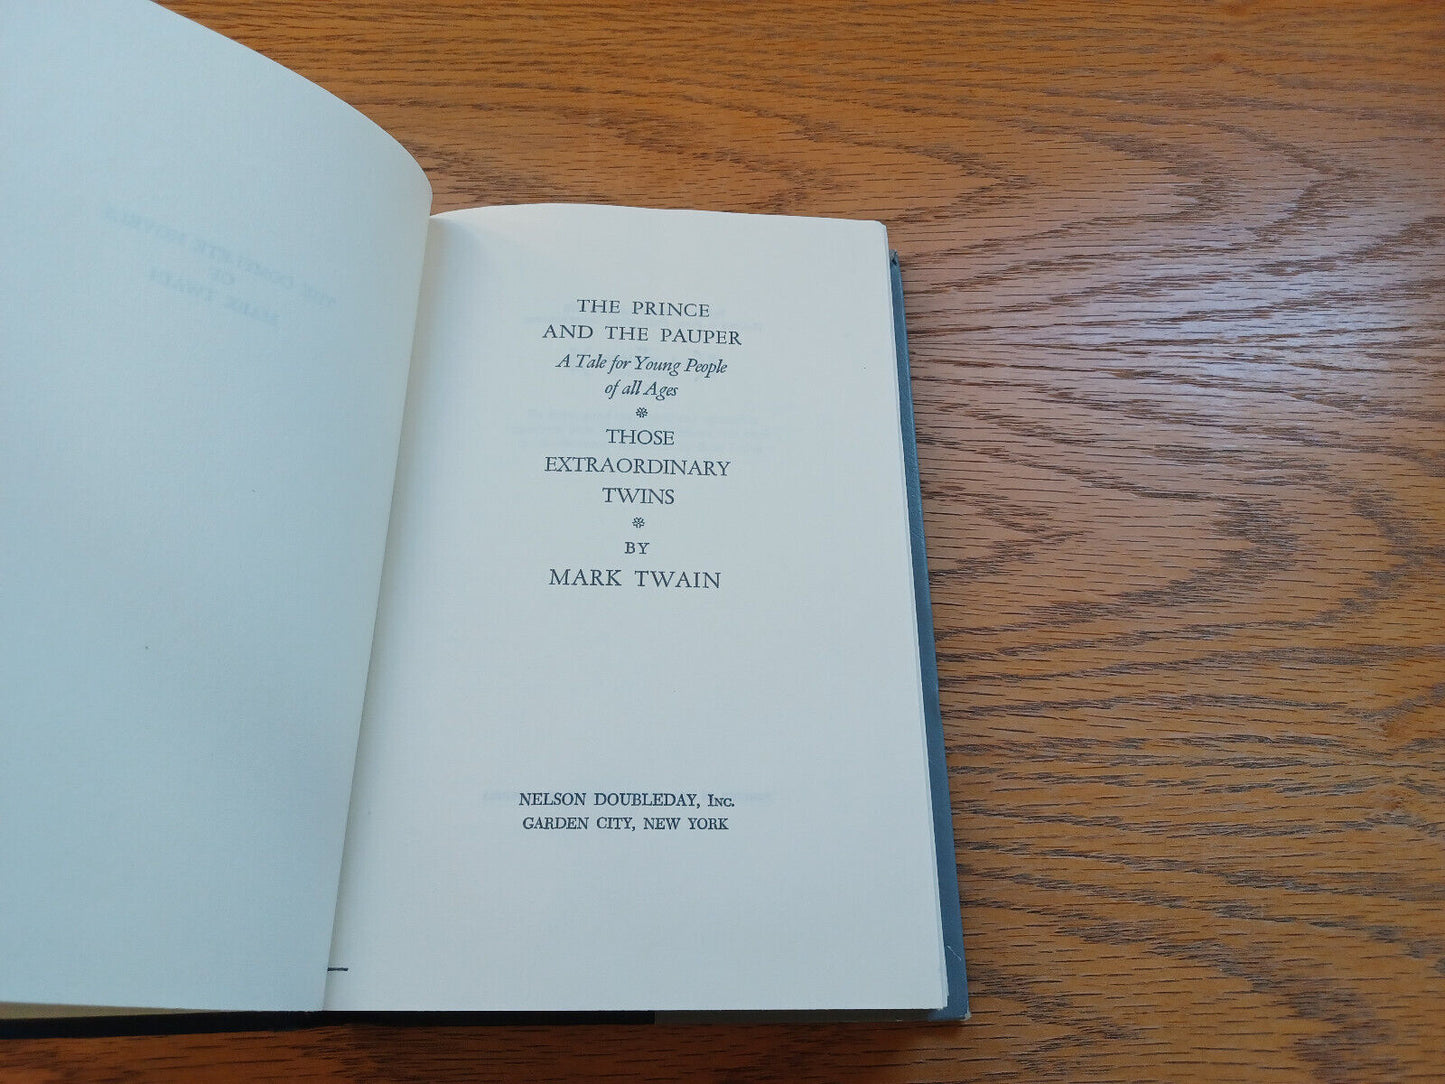 THE PRINCE
AND THE PAUPER
A Tale for Young People
of all Ages
THOSE
EXTRAORDINARY
TWINS
BY
MARK TWAIN
NELSON DOUBLEDAY, INC.
GARDEN CITY, NEW YORK